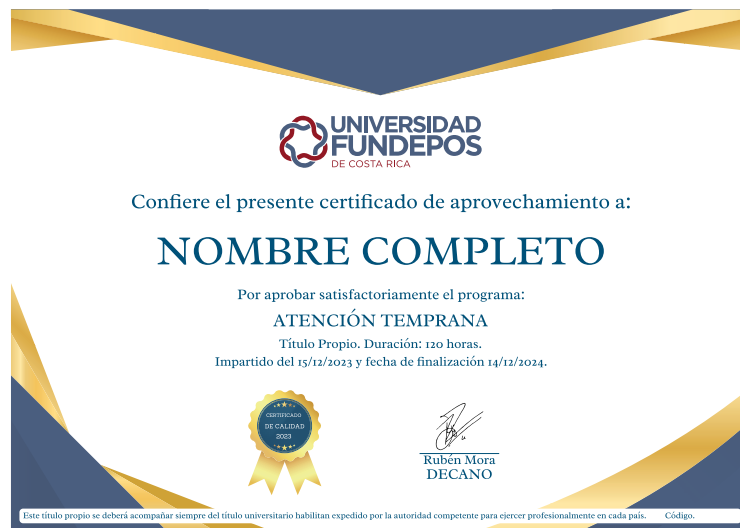 UNIVERSIDAD
FUNDEPOS
DE COSTA RICA
Confiere el presente certificado de aprovechamiento a:
NOMBRE COMPLETO
Por aprobar satisfactoriamente el programa:
ATENCIÓN TEMPRANA
Título Propio. Duración: 120 horas.
Impartido del 15/12/2023 y fecha de finalización 14/12/2024.
CERTIFICADO
DE CALIDAD
2023
Rubén Mora
DECANO
Este título propio se deberá acompañar siempre del título universitario habilitan expedido por la autoridad competente para ejercer profesionalmente en cada país. Código.